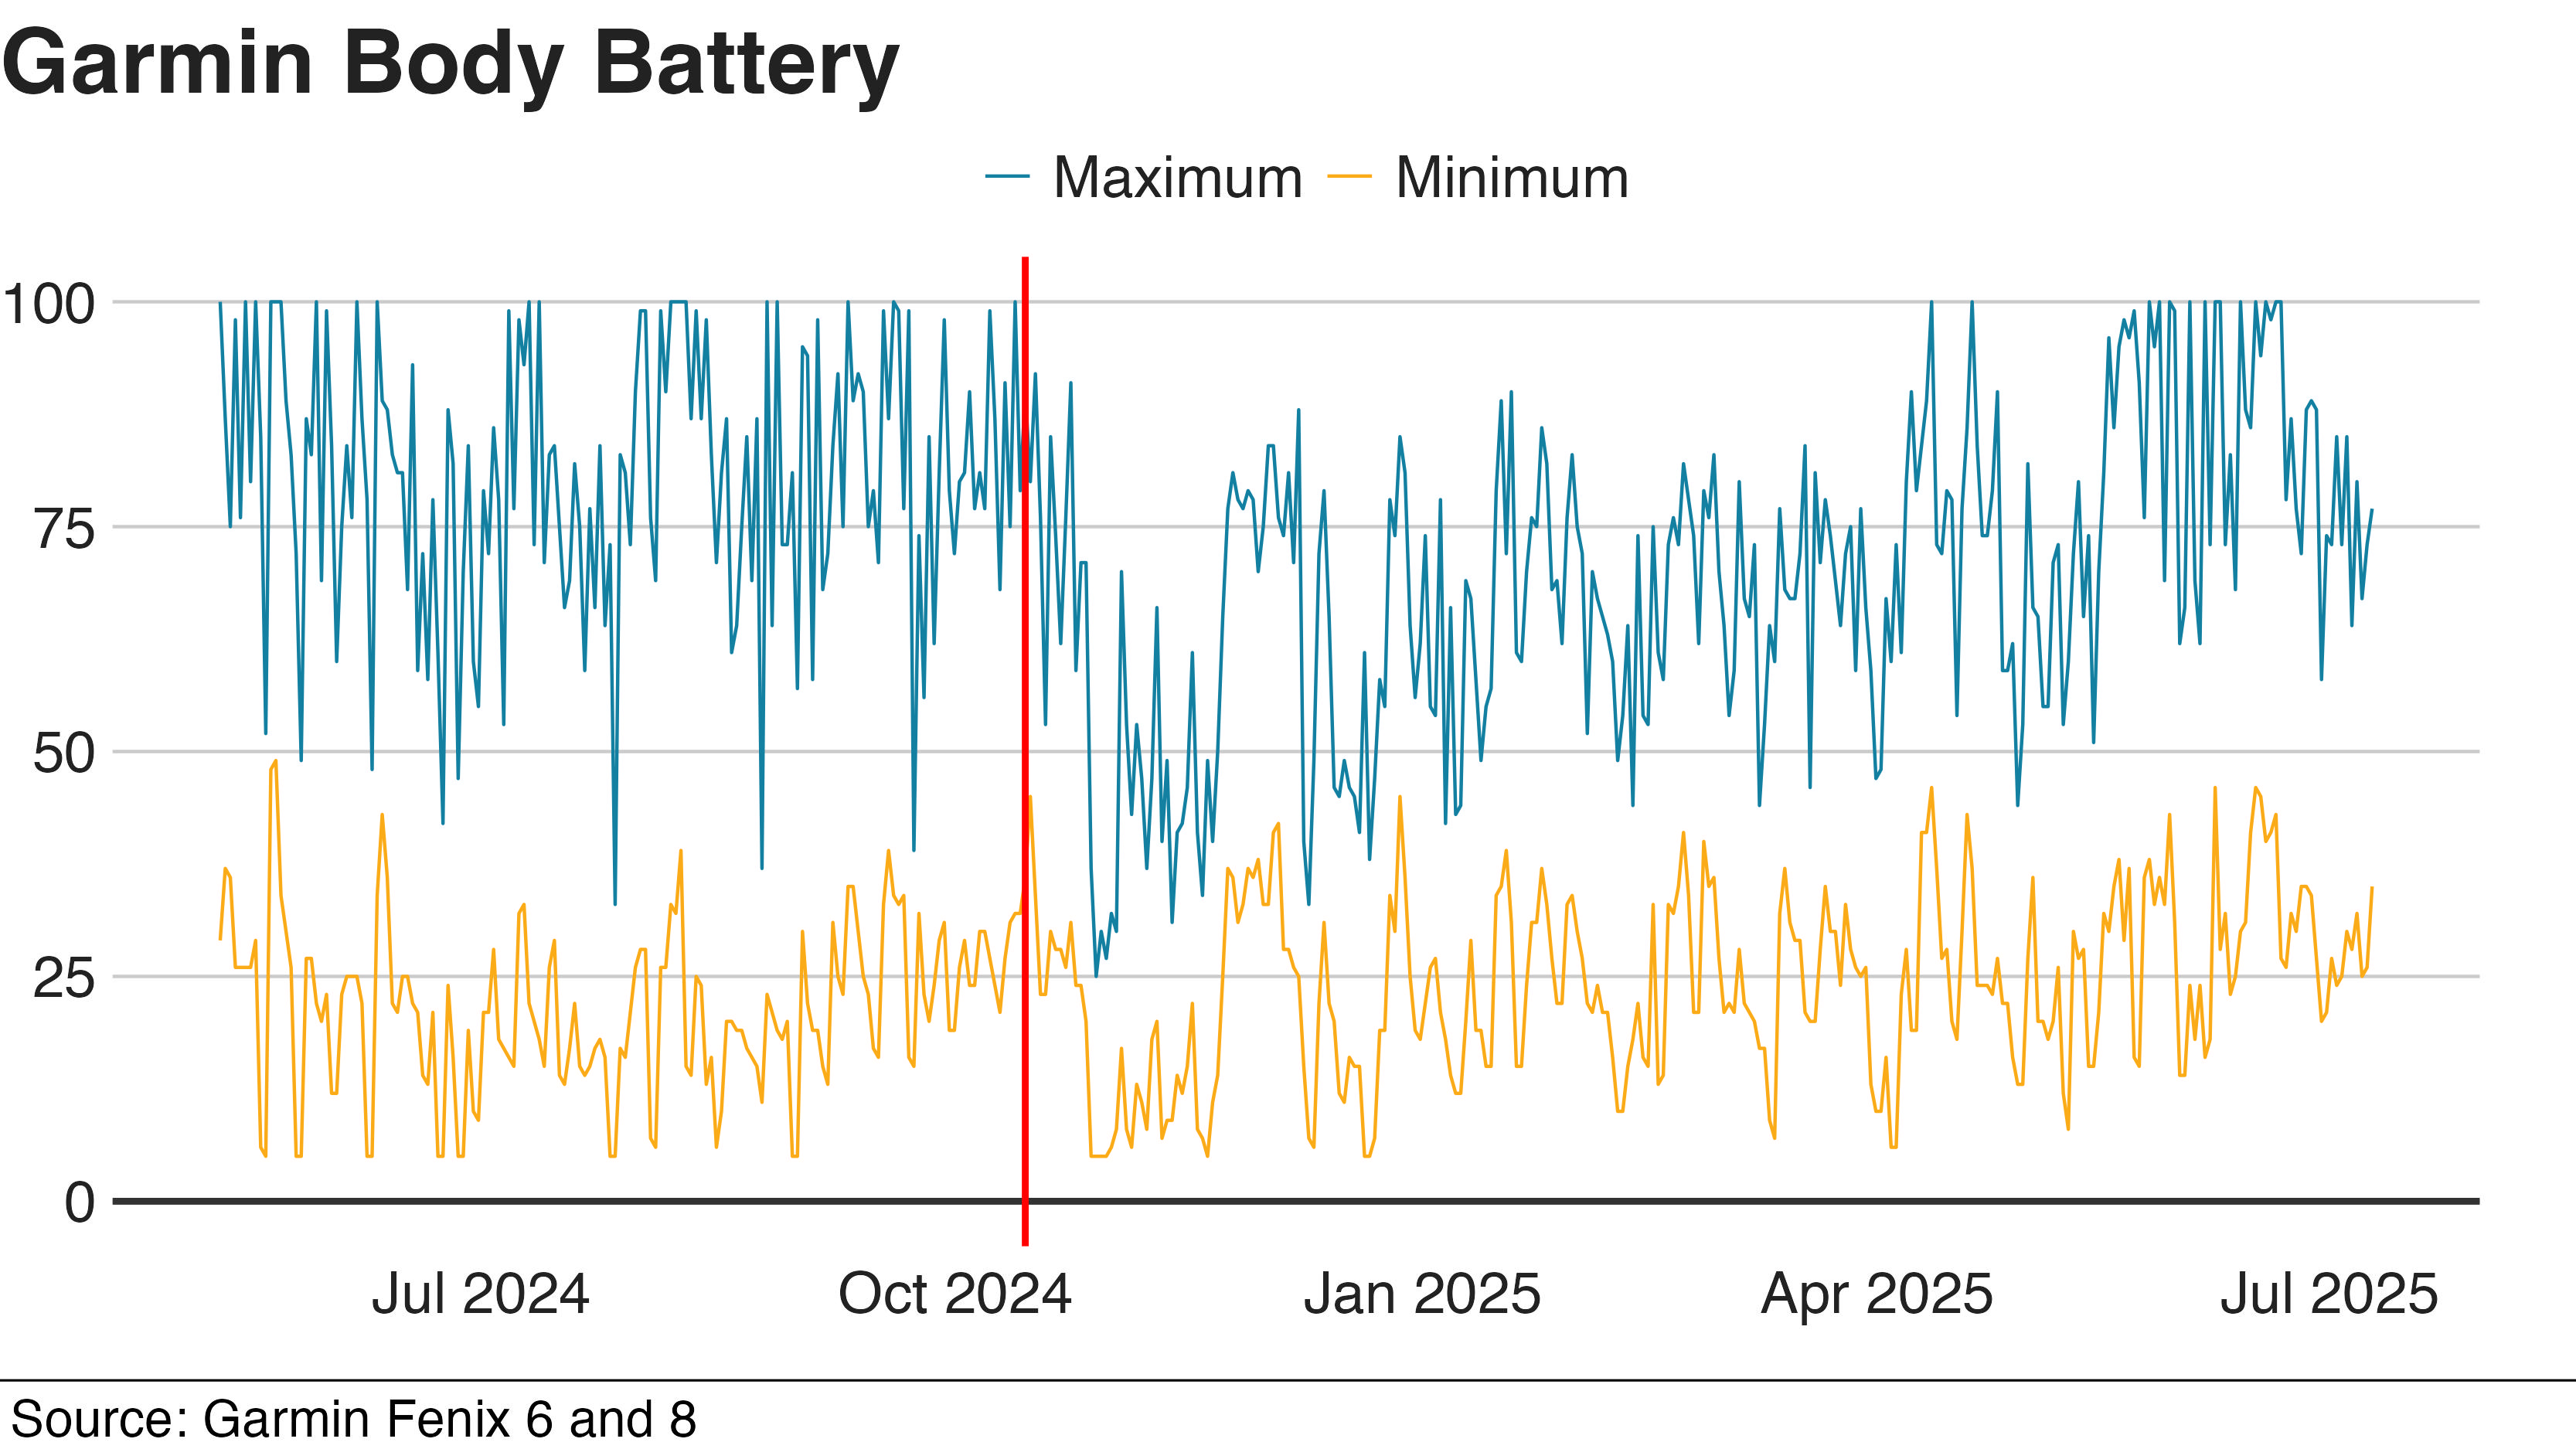 Garmin Body Battery
Maximum Minimum
100
75
50
25
0
Jul 2024 Oct 2024 Jan 2025 Apr 2025 Jul 2025
Source: Garmin Fenix 6 and 8